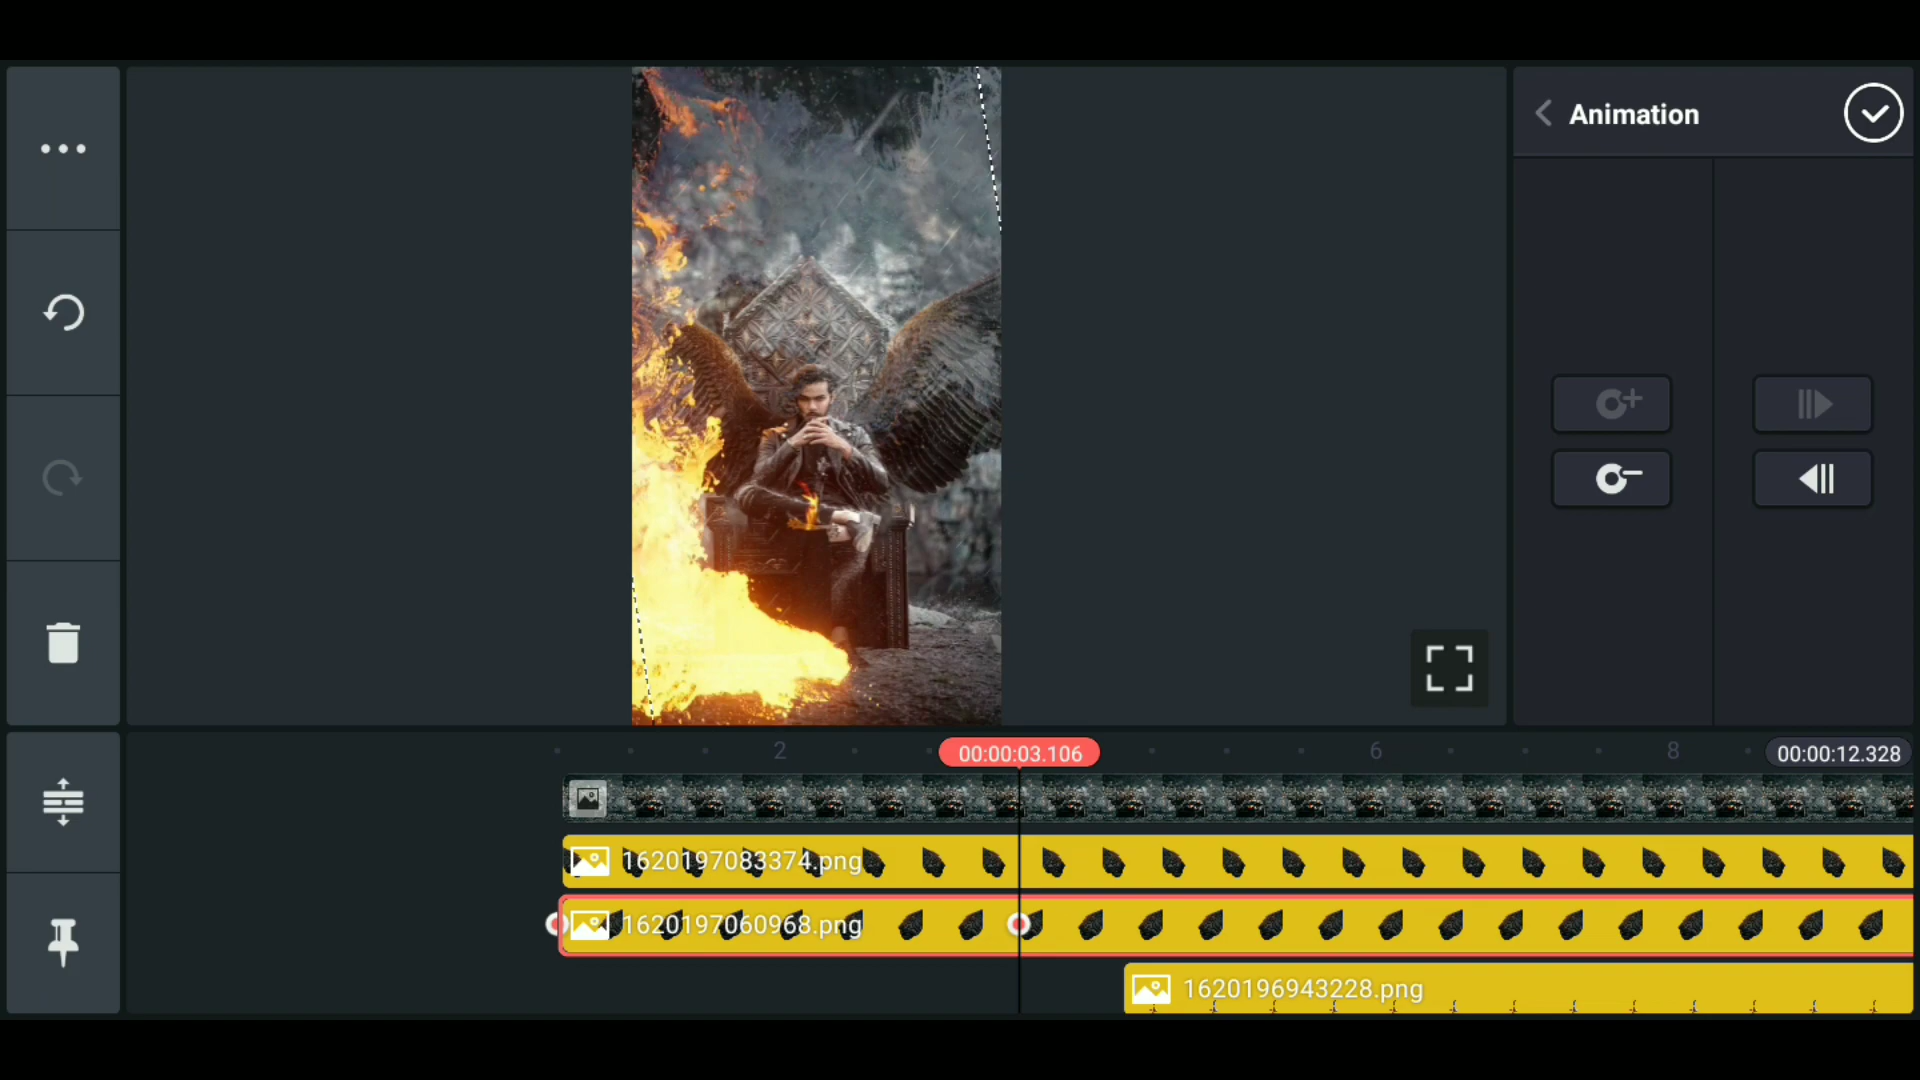 Animation
2
00:00:03.106
6
8
00:00:12.328
1620197083374.png
1620197060968.png
1620196943228.png